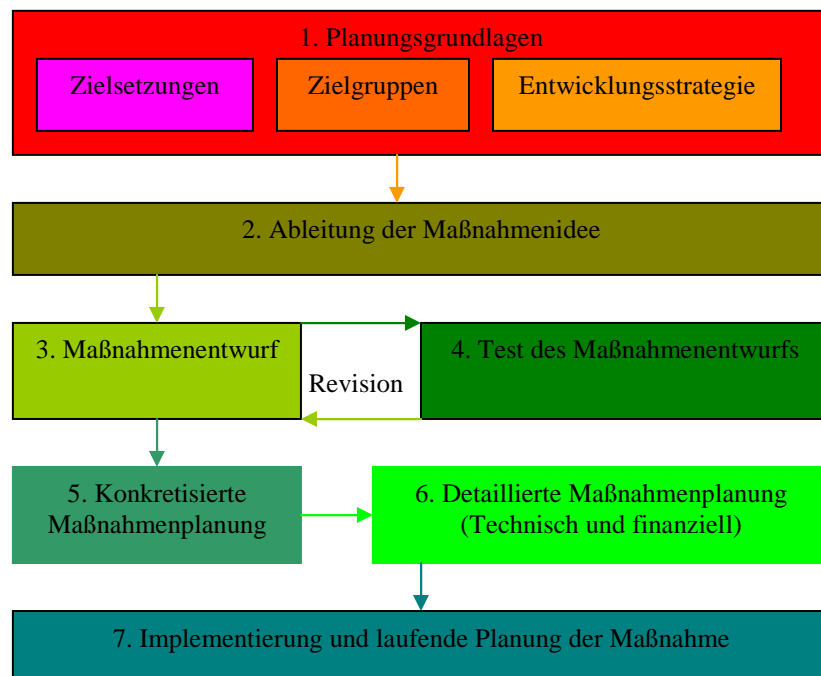 1. Planungsgrundlagen
Zielsetzungen
Zielgruppen
Entwicklungsstrategie
2. Ableitung der Maßnahmenidee
3. Maßnahmenentwurf
4. Test des Maßnahmenentwurfs
Revision
5. Konkretisierte
Maßnahmenplanung
6. Detaillierte Maßnahmenplanung
(Technisch und finanziell)
7. Implementierung und laufende Planung der Maßnahme